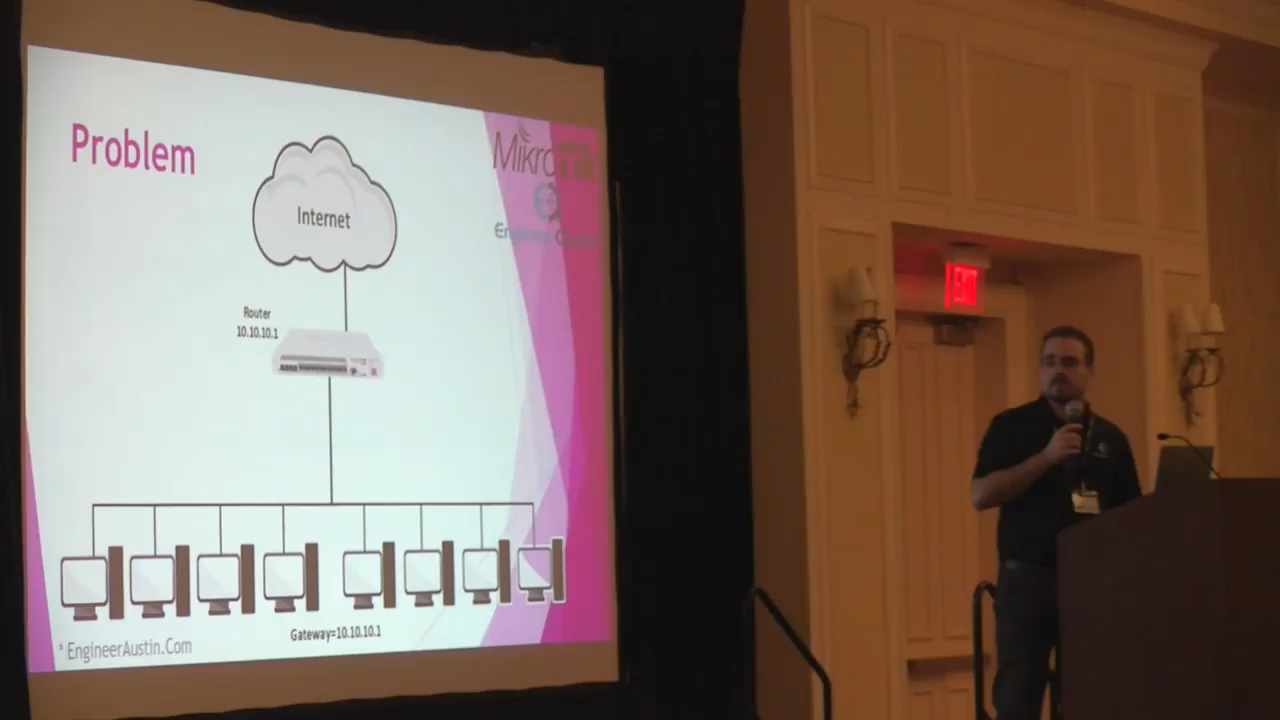 Problem
Internet
Router
10.10.10.1
Gateway=10.10.10.1
EngineerAustin.Com
EXIT